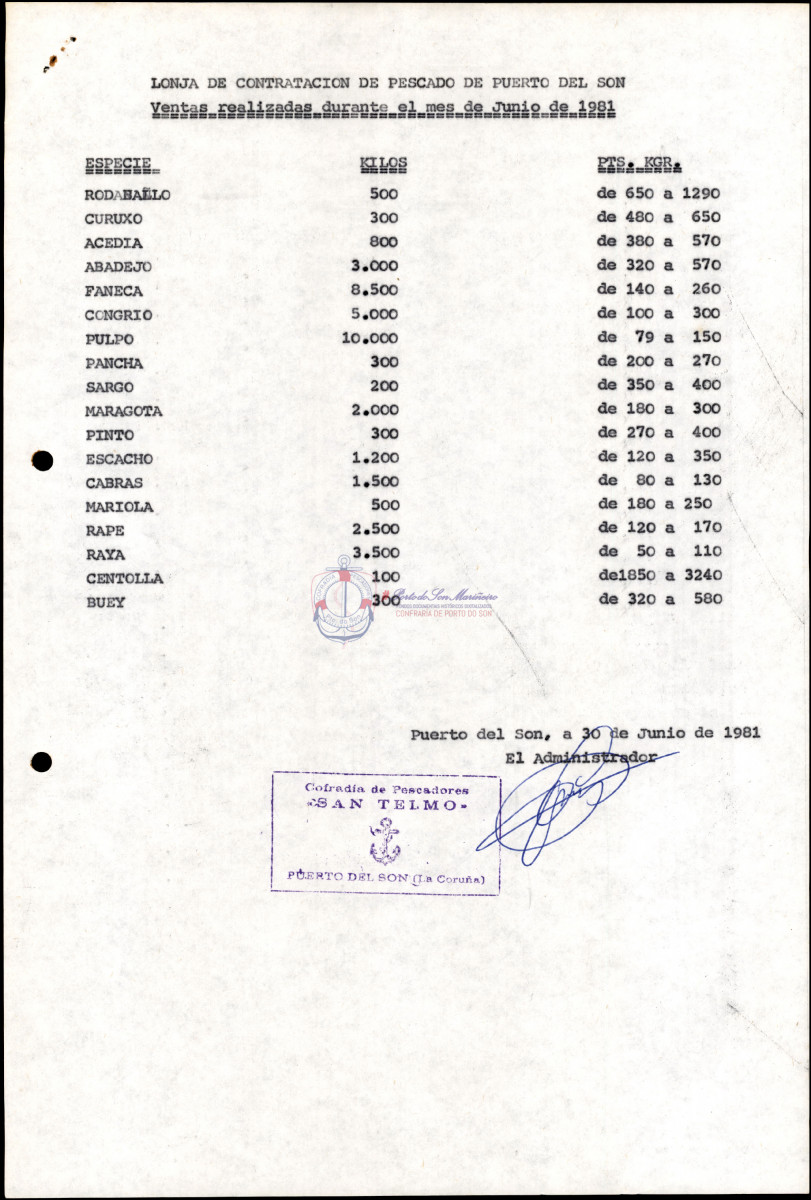 LONJA DE CONTRATACION DE PESCADO DE PUERTO DEL SON
Ventas realizadas durante el mes de Junio de 1981
ESPECIE KILOS PTS. KGR.
RODABALLO 500 de 650 a 1290
CURUXO 300 de 480 a 650
ACEDIA 800 de 380 a 570
ABADEJO 3.000 de 320 a 570
FANECA 8.500 de 140 a 260
CONGRIO 5.000 de 100 a 300
PULPO 10.000 de 79 a 150
PANCHA 300 de 200 a 270
SARGO 200 de 350 a 400
MARAGOTA 2.000 de 180 a 300
PINTO 300 de 270 a 400
ESCACHO 1.200 de 120 a 350
CABRAS 1.500 de 80 a 130
MARIOLA 500 de 180 a 250
RAPE 2.500 de 120 a 170
RAYA 3.500 de 50 a 110
CENTOLLA 100 de1850 a 3240
BUEY 300 de 320 a 580
Porto do Son Mariñeiro
CONFRARÍA DE PORTO DO SON
Puerto del Son, a 30 de Junio de 1981
El Administrador
Cofradia de Pescadores
«SAN TELMO»
PUERTO DEL SON (La Coruña)